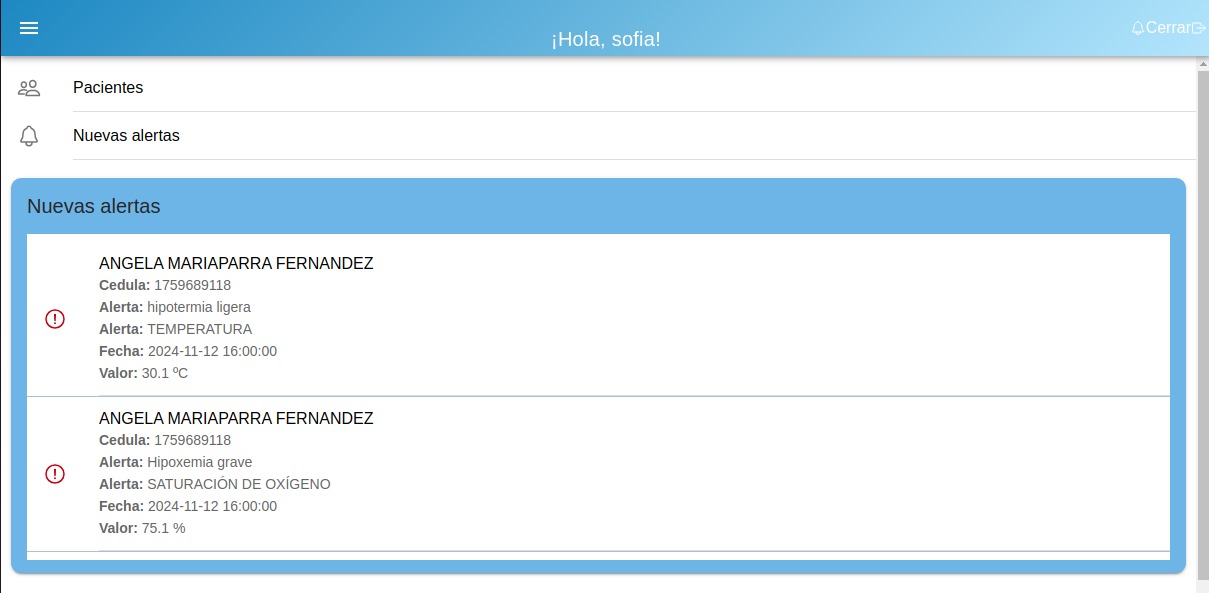 ¡Hola, sofia!
Cerrar
Pacientes
Nuevas alertas
Nuevas alertas
ANGELA MARIAPARRA FERNANDEZ
Cedula: 1759689118
Alerta: hipotermia ligera
Alerta: TEMPERATURA
Fecha: 2024-11-12 16:00:00
Valor: 30.1 ºC
ANGELA MARIAPARRA FERNANDEZ
Cedula: 1759689118
Alerta: Hipoxemia grave
Alerta: SATURACIÓN DE OXÍGENO
Fecha: 2024-11-12 16:00:00
Valor: 75.1 %